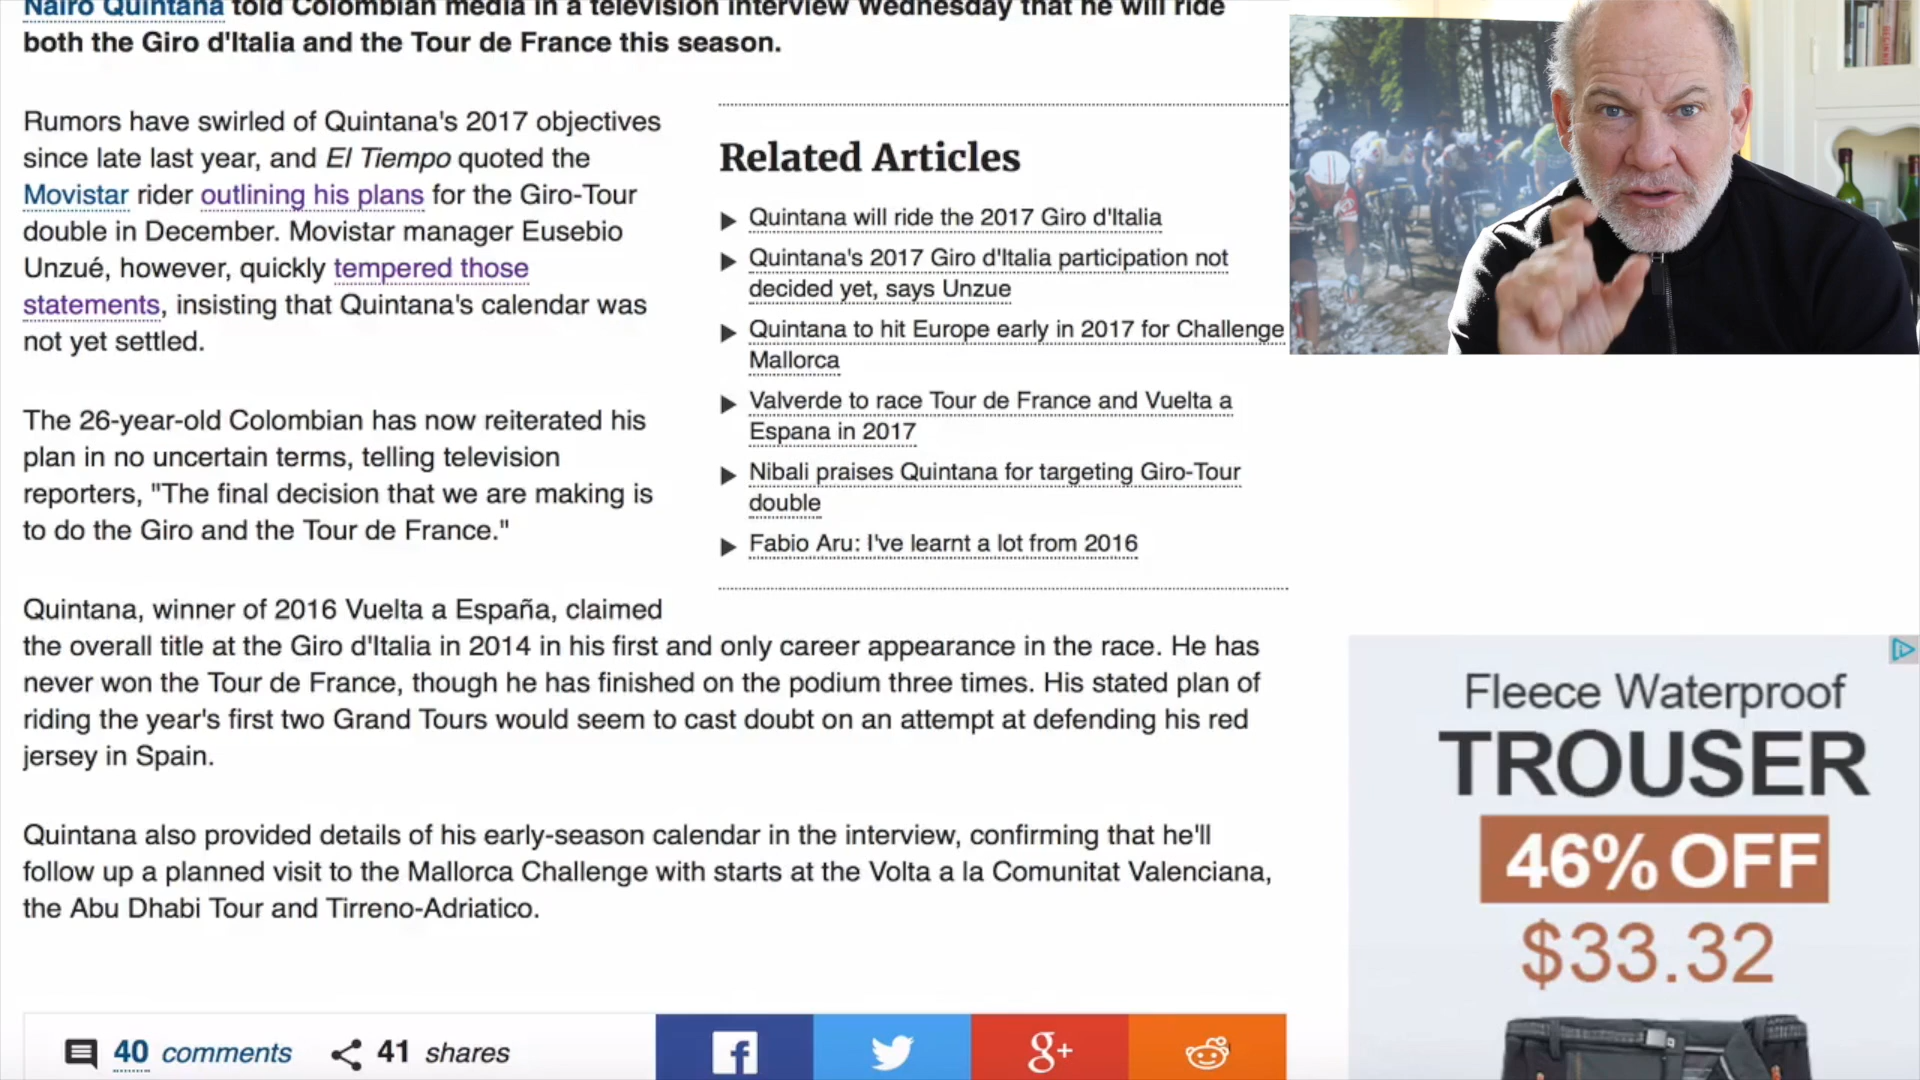 Nairo Quintana told Colombian media in a television interview Wednesday that he will ride
both the Giro d'Italia and the Tour de France this season.
Rumors have swirled of Quintana's 2017 objectives
since late last year, and El Tiempo quoted the
Movistar rider outlining his plans for the Giro-Tour
double in December. Movistar manager Eusebio
Unzué, however, quickly tempered those
statements, insisting that Quintana's calendar was
not yet settled.
The 26-year-old Colombian has now reiterated his
plan in no uncertain terms, telling television
reporters, "The final decision that we are making is
to do the Giro and the Tour de France."
Related Articles
Quintana will ride the 2017 Giro d'Italia
Quintana's 2017 Giro d'Italia participation not
decided yet, says Unzue
Quintana to hit Europe early in 2017 for Challenge
Mallorca
Valverde to race Tour de France and Vuelta a
Espana in 2017
Nibali praises Quintana for targeting Giro-Tour
double
Fabio Aru: I've learnt a lot from 2016
Quintana, winner of 2016 Vuelta a España, claimed
the overall title at the Giro d'Italia in 2014 in his first and only career appearance in the race. He has
never won the Tour de France, though he has finished on the podium three times. His stated plan of
riding the year's first two Grand Tours would seem to cast doubt on an attempt at defending his red
jersey in Spain.
Quintana also provided details of his early-season calendar in the interview, confirming that he'll
follow up a planned visit to the Mallorca Challenge with starts at the Volta a la Comunitat Valenciana,
the Abu Dhabi Tour and Tirreno-Adriatico.
40 comments
41 shares
f
g+
Fleece Waterproof
TROUSER
46% OFF
$33.32